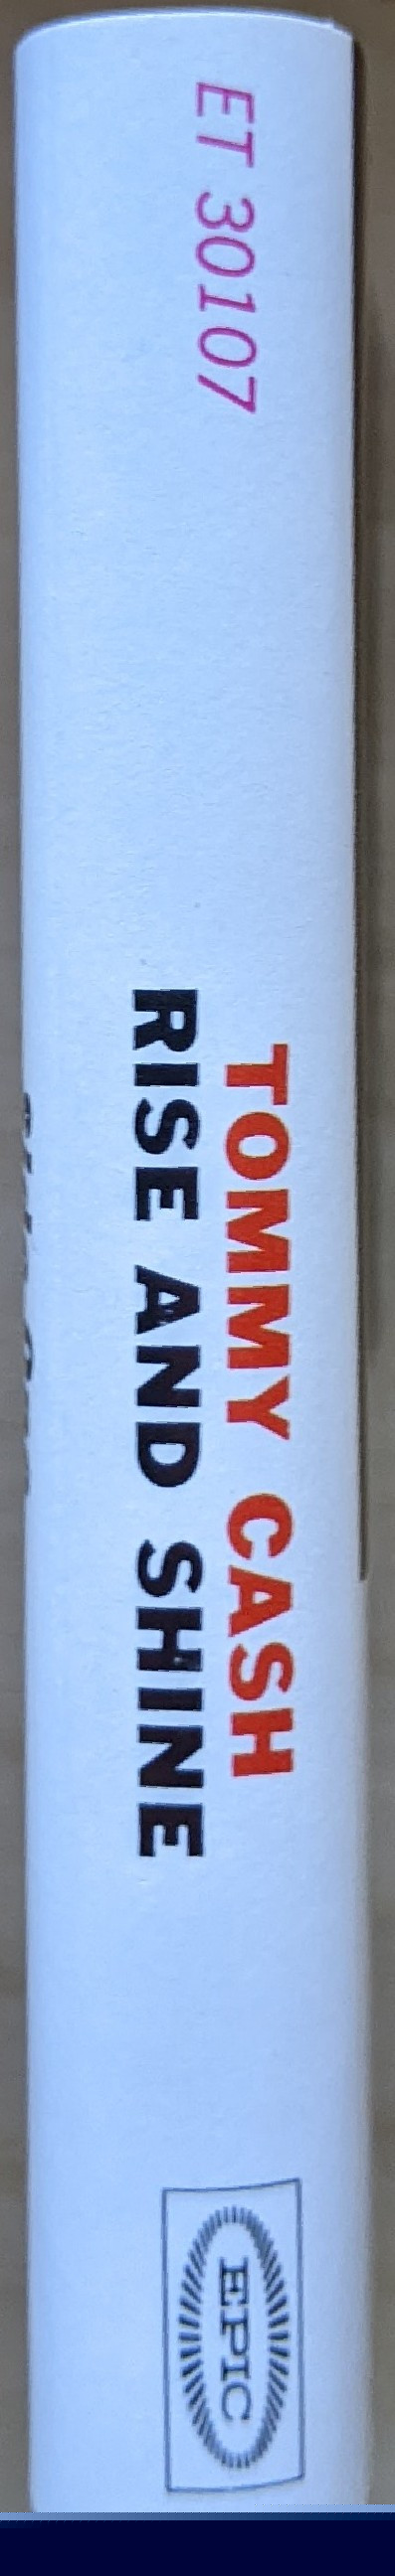 ET 30107
TOMMY CASH
RISE AND SHINE
EPIC